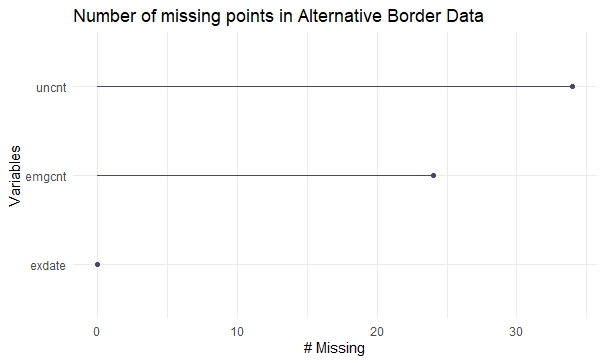 Number of missing points in Alternative Border Data
uncnt
emgcnt
exdate
Variables
0 10 20 30
# Missing